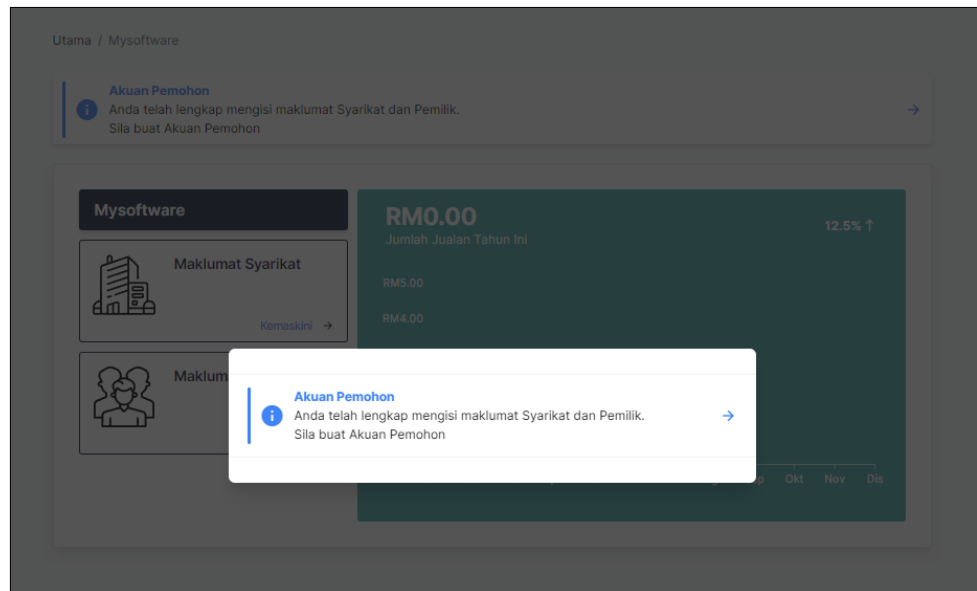 Utama / Mysoftware
Akuan Pemohon
Anda telah lengkap mengisi maklumat Syarikat dan Pemilik.
Sila buat Akuan Pemohon
Mysoftware
Maklumat Syarikat
Kemaskini
RM0.00
Jumlah Jualan Tahun Ini
12.5%
RM5.00
RM4.00
Akuan Pemohon
Anda telah lengkap mengisi maklumat Syarikat dan Pemilik.
Sila buat Akuan Pemohon
Okt Nov Dis